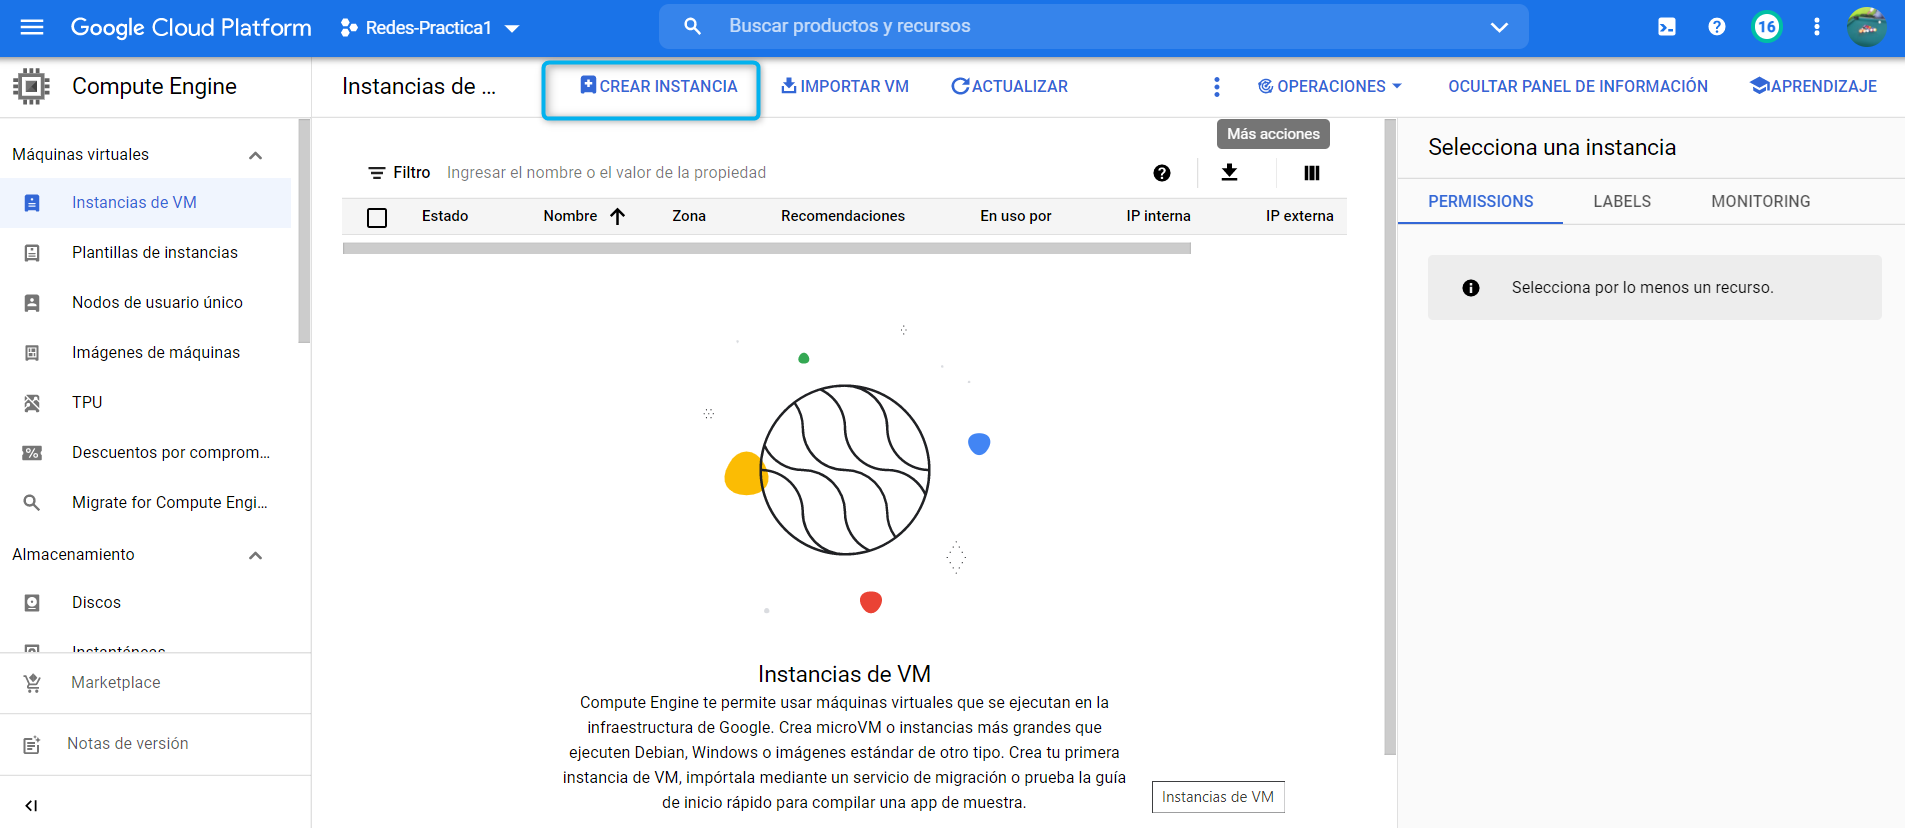 Google Cloud Platform
Redes-Practica1
Buscar productos y recursos
16
Compute Engine
Instancias de ...
CREAR INSTANCIA
IMPORTAR VM
ACTUALIZAR
OPERACIONES
OCULTAR PANEL DE INFORMACIÓN
APRENDIZAJE
Más acciones
Máquinas virtuales
Instancias de VM
Plantillas de instancias
Nodos de usuario único
Imágenes de máquinas
TPU
Descuentos por comprom...
Migrate for Compute Engi...
Almacenamiento
Discos
Instantáneas
Marketplace
Notas de versión
Filtro
Ingresar el nombre o el valor de la propiedad
Estado
Nombre
Zona
Recomendaciones
En uso por
IP interna
IP externa
Instancias de VM
Compute Engine te permite usar máquinas virtuales que se ejecutan en la
infraestructura de Google. Crea microVM o instancias más grandes que
ejecuten Debian, Windows o imágenes estándar de otro tipo. Crea tu primera
instancia de VM, impórtala mediante un servicio de migración o prueba la guía
de inicio rápido para compilar una app de muestra.
Instancias de VM
Selecciona una instancia
PERMISSIONS
LABELS
MONITORING
Selecciona por lo menos un recurso.